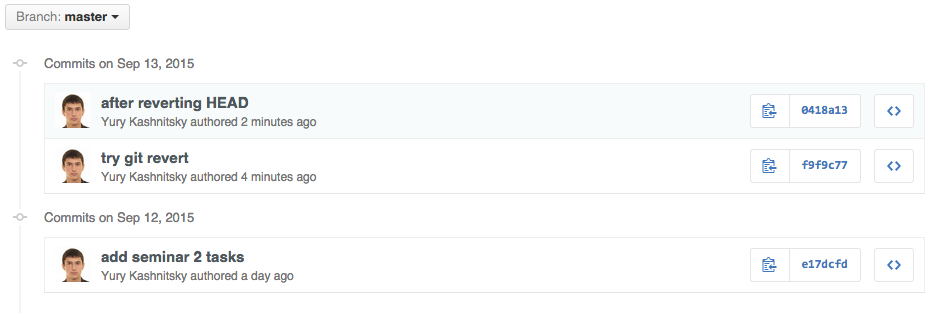 Branch: master
Commits on Sep 13, 2015
after reverting HEAD
Yury Kashnitsky authored 2 minutes ago
0418a13
try git revert
Yury Kashnitsky authored 4 minutes ago
f9f9c77
Commits on Sep 12, 2015
add seminar 2 tasks
Yury Kashnitsky authored a day ago
e17dcfd